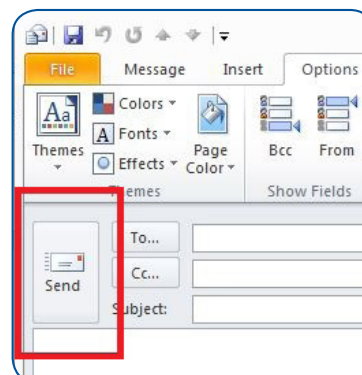 File Message Insert Options
Aa
Colors
A Fonts
Effects
Themes
Page
Color
Bcc From
Themes Show Fields
To...
Cc...
Send
Subject: